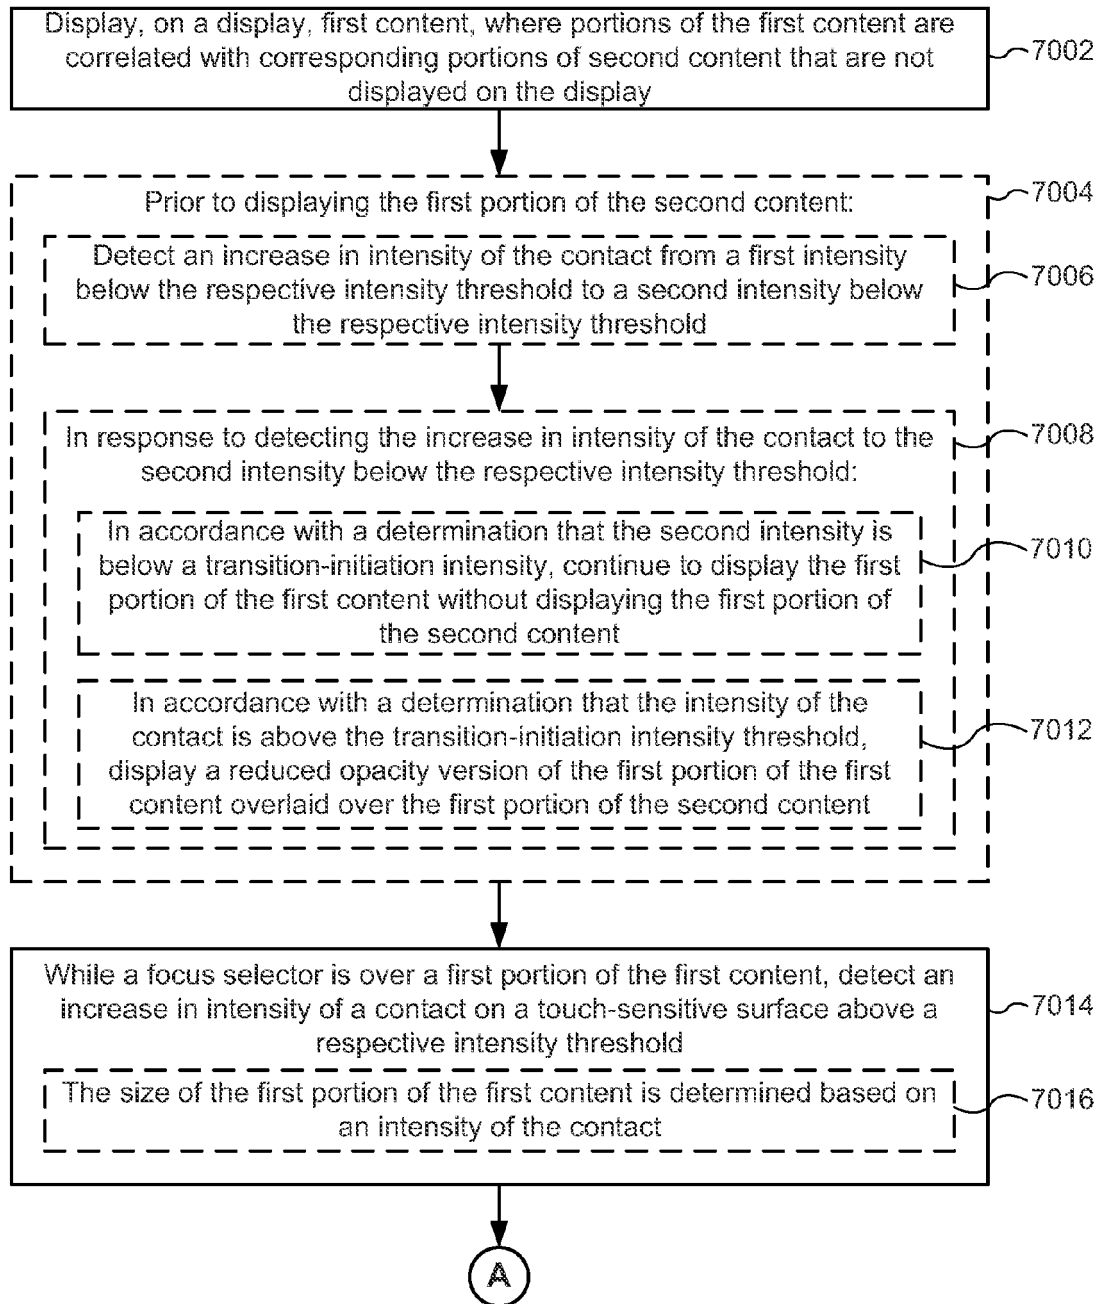 Display, on a display, first content, where portions of the first content are
correlated with corresponding portions of second content that are not
displayed on the display
7002
Prior to displaying the first portion of the second content:
7004
Detect an increase in intensity of the contact from a first intensity
below the respective intensity threshold to a second intensity below
the respective intensity threshold
7006
In response to detecting the increase in intensity of the contact to the
second intensity below the respective intensity threshold:
7008
In accordance with a determination that the second intensity is
below a transition-initiation intensity, continue to display the first
portion of the first content without displaying the first portion of
the second content
7010
In accordance with a determination that the intensity of the
contact is above the transition-initiation intensity threshold,
display a reduced opacity version of the first portion of the first
content overlaid over the first portion of the second content
7012
While a focus selector is over a first portion of the first content, detect an
increase in intensity of a contact on a touch-sensitive surface above a
respective intensity threshold
7014
The size of the first portion of the first content is determined based on
an intensity of the contact
7016
A